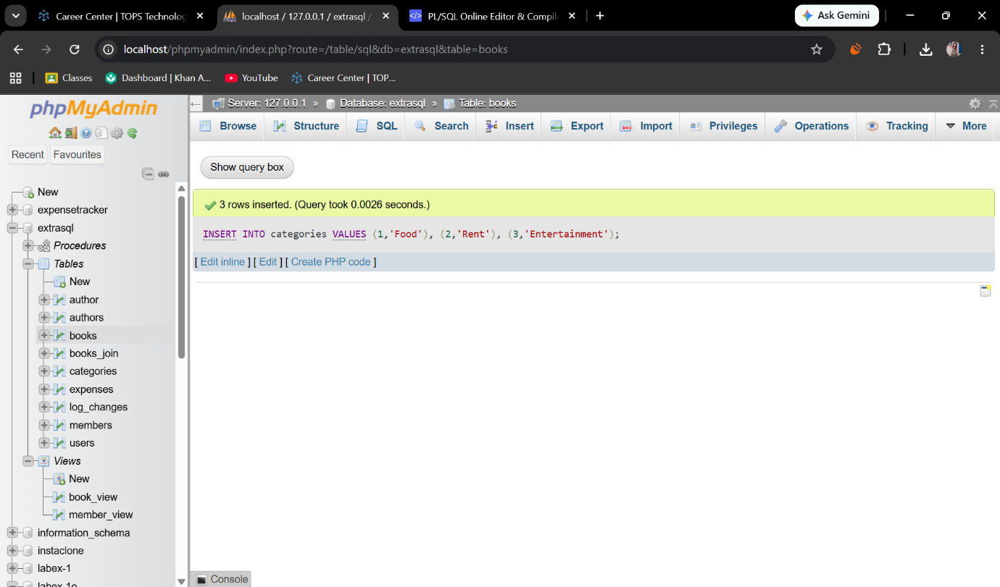 Career Center | TOPS Technolog
localhost / 127.0.0.1 / extrasql /
PL/SQL Online Editor & Compil
Ask Gemini
localhost/phpmyadmin/index.php?route=/table/sql&db=extrasql&table=books
Classes
Dashboard | Khan A...
YouTube
Career Center | TOP...
phpMyAdmin
Recent
Favourites
New
expensetracker
extrasql
Procedures
Tables
New
author
authors
books
books_join
categories
expenses
log_changes
members
users
Views
New
book_view
member_view
information_schema
instaclone
labex-1
Server: 127.0.0.1 » Database: extrasql » Table: books
Browse
Structure
SQL
Search
Insert
Export
Import
Privileges
Operations
Tracking
More
Show query box
3 rows inserted. (Query took 0.0026 seconds.)
INSERT INTO categories VALUES (1,'Food'), (2,'Rent'), (3,'Entertainment');
[ Edit inline ] [ Edit ] [ Create PHP code ]
Console